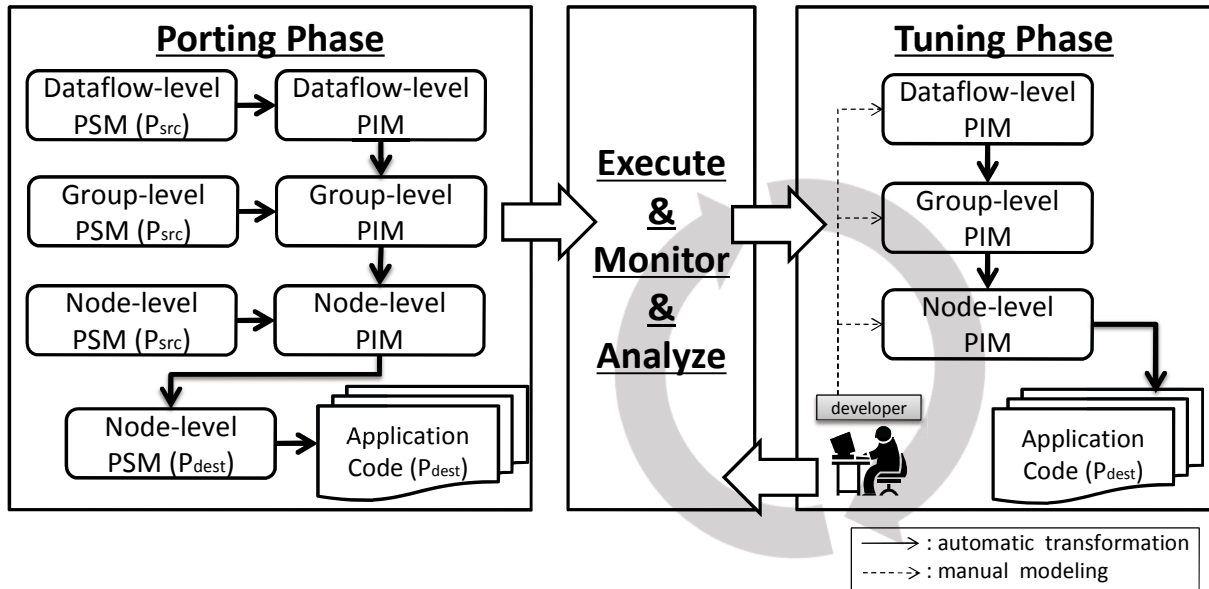 Porting Phase
Dataflow-level
PSM (Psrc)
Dataflow-level
PIM
Group-level
PSM (Psrc)
Group-level
PIM
Node-level
PSM (Psrc)
Node-level
PIM
Node-level
PSM (Pdest)
Application
Code (Pdest)
Execute
&
Monitor
&
Analyze
Tuning Phase
Dataflow-level
PIM
Group-level
PIM
Node-level
PIM
developer
Application
Code (Pdest)
: automatic transformation
: manual modeling